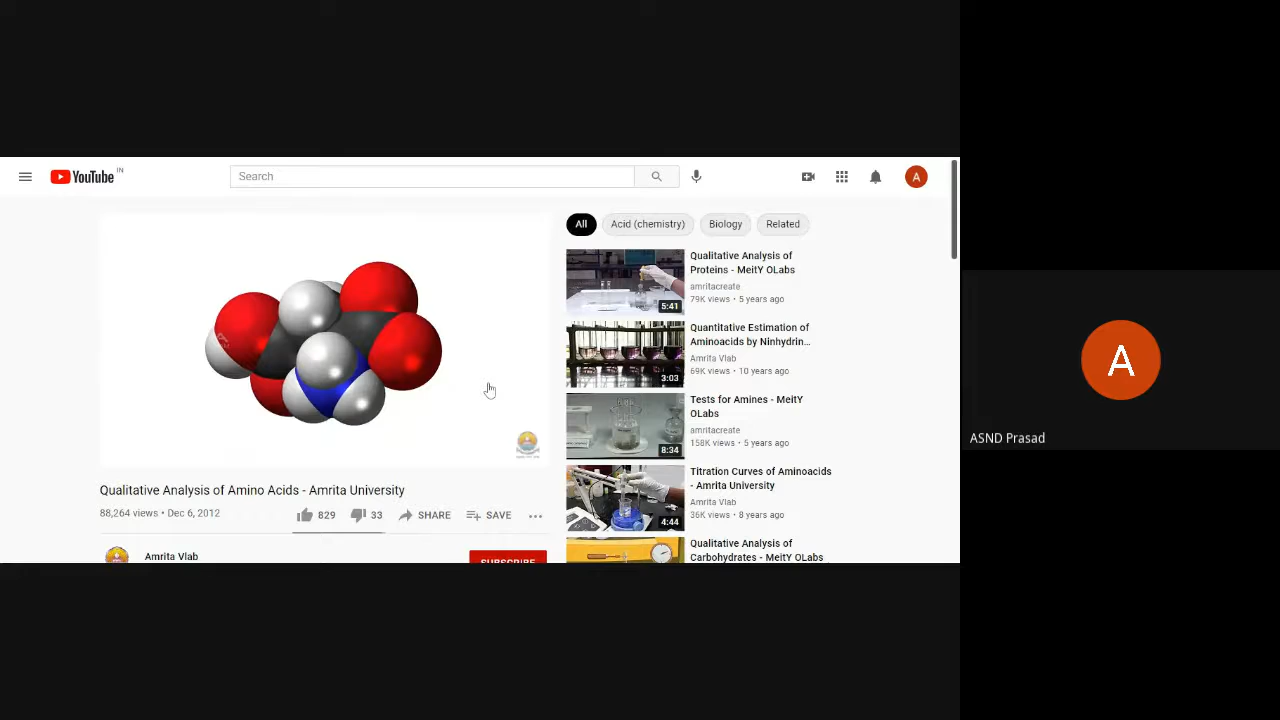 YouTube IN
Search
A
All
Acid (chemistry)
Biology
Related
Qualitative Analysis of
Proteins - MeitY OLabs
amritacreate
79K views • 5 years ago
5:41
Quantitative Estimation of
Aminoacids by Ninhydrin...
Amrita Vlab
69K views • 10 years ago
3:03
Tests for Amines - MeitY
OLabs
amritacreate
158K views • 5 years ago
8:34
Titration Curves of Aminoacids
- Amrita University
Amrita Vlab
36K views • 8 years ago
4:44
Qualitative Analysis of
Carbohydrates - MeitY OLabs
Qualitative Analysis of Amino Acids - Amrita University
88,264 views • Dec 6, 2012
829
33
SHARE
SAVE
Amrita Vlab
SUBSCRIBE
A
ASND Prasad